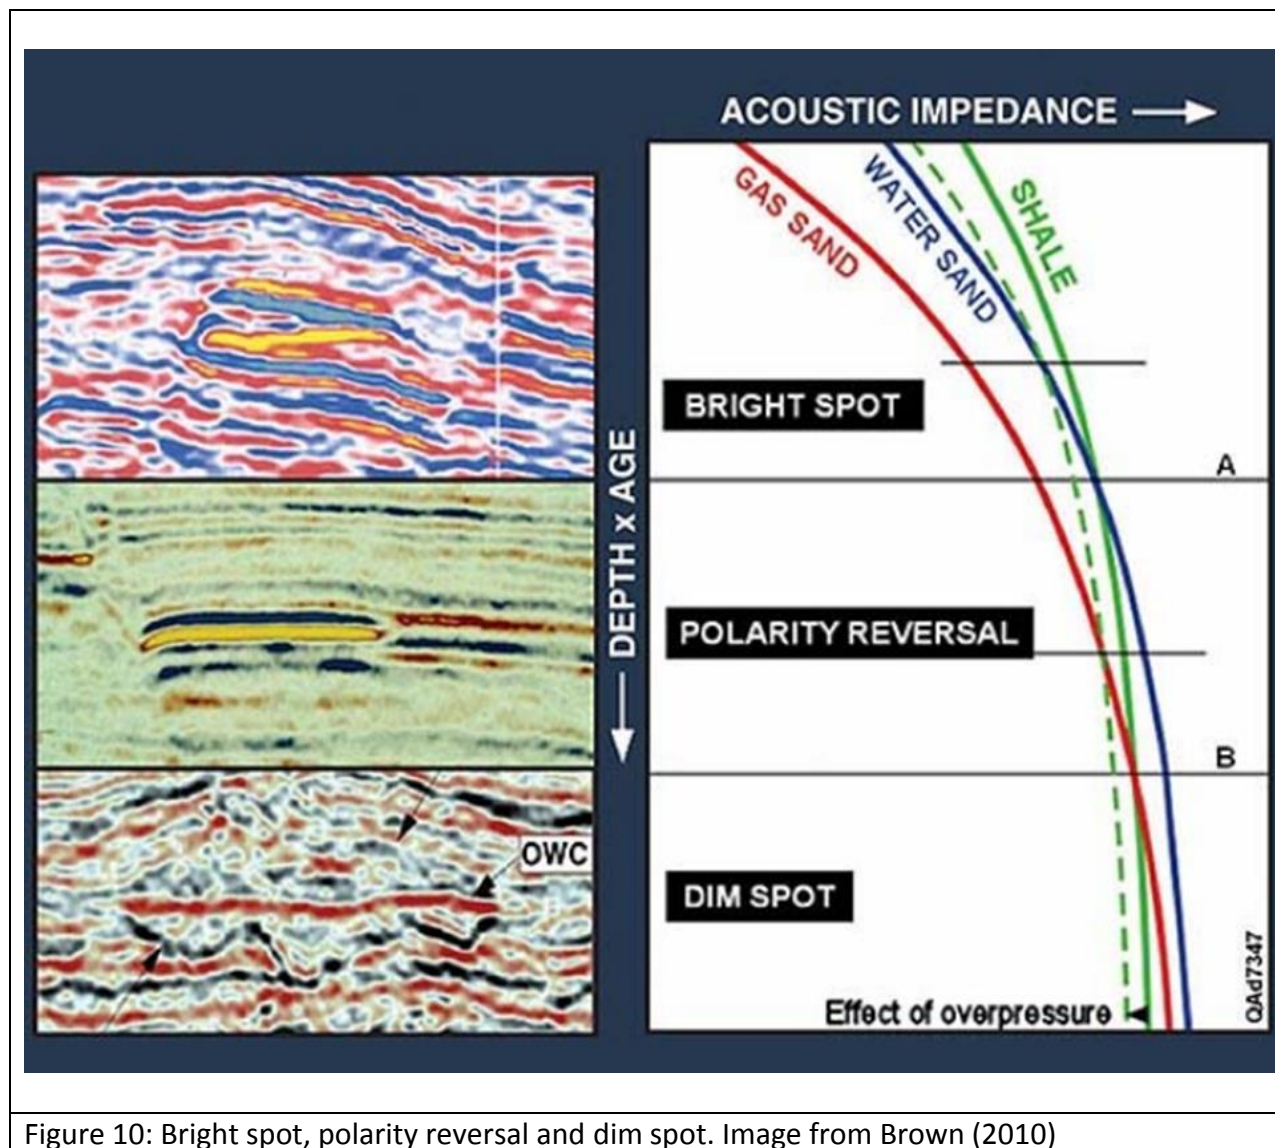 ACOUSTIC IMPEDANCE
GAS SAND
WATER SAND
SHALE
BRIGHT SPOT
A
DEPTH x AGE
POLARITY REVERSAL
B
OWC
DIM SPOT
Effect of overpressure
QAd7347
Figure 10: Bright spot, polarity reversal and dim spot. Image from Brown (2010)